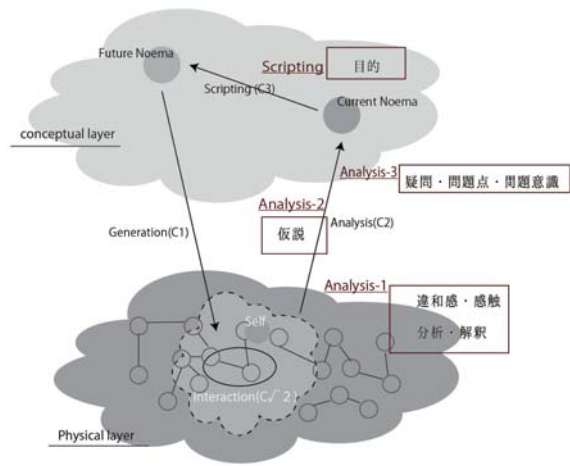 Future Noema
Scripting
目的
Scripting (C3)
Current Noema
conceptual layer
Analysis-3
疑問・問題点・問題意識
Analysis-2
仮説
Analysis(C2)
Generation(C1)
Analysis-1
違和感・感触
分析・解釈
Self
Interaction(C√2)
Physical layer